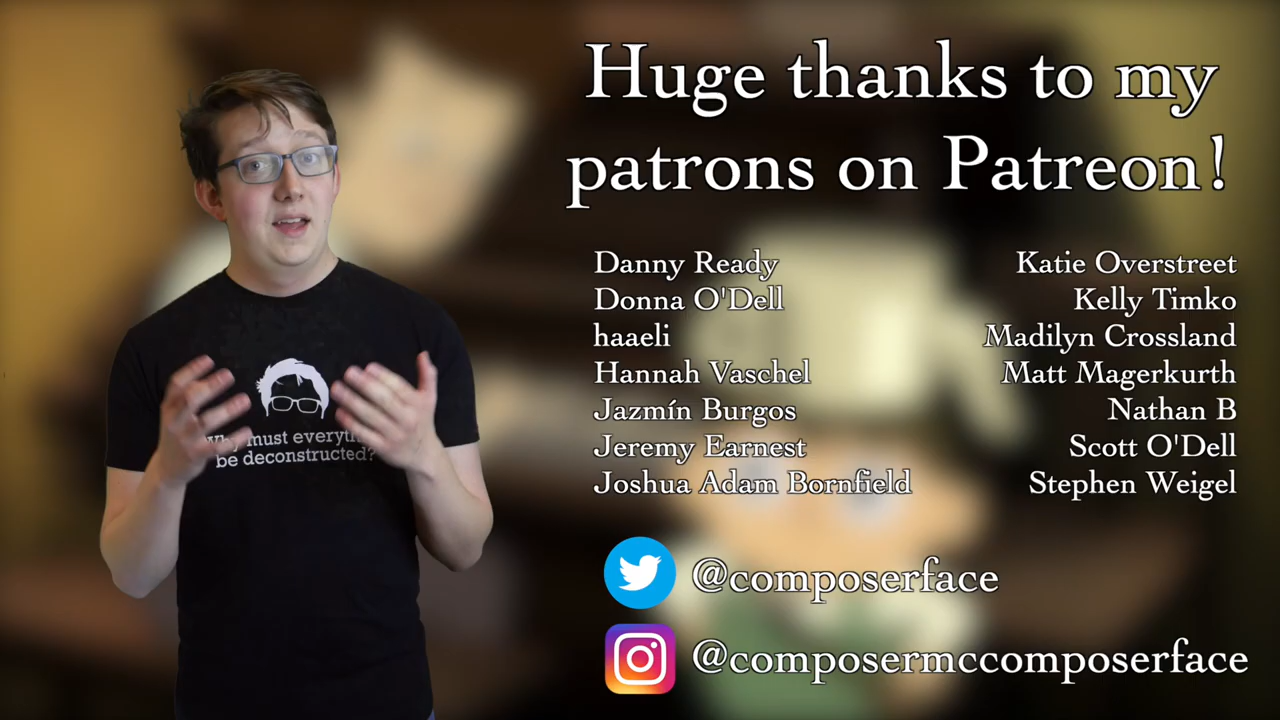 Huge thanks to my
patrons on Patreon!
Danny Ready
Donna O'Dell
haaeli
Hannah Vaschel
Jazmín Burgos
Jeremy Earnest
Joshua Adam Bornfield
Katie Overstreet
Kelly Timko
Madilyn Crossland
Matt Magerkurth
Nathan B
Scott O'Dell
Stephen Weigel
@composerface
@composermccomposerface
must
be deconstructed?